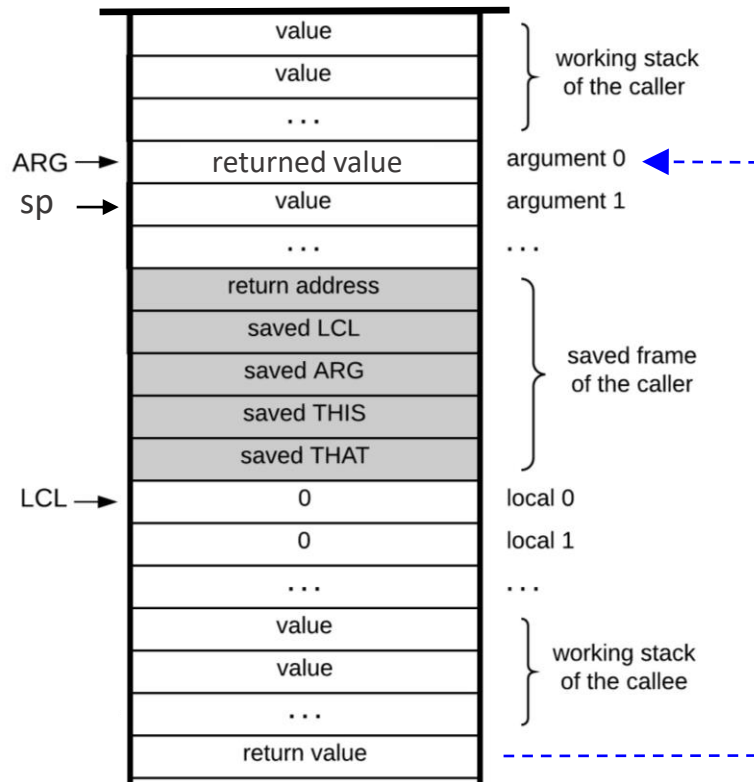 value
value
working stack
of the caller
. . .
ARG
returned value
argument 0
sp
value
argument 1
. . .
. . .
return address
saved LCL
saved ARG
saved frame
of the caller
saved THIS
saved THAT
LCL
0
local 0
0
local 1
. . .
. . .
value
value
working stack
of the callee
. . .
return value